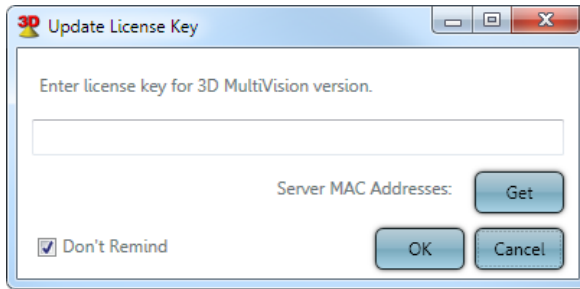 3D Update License Key
Enter license key for 3D MultiVision version.
Server MAC Addresses: Get
Don't Remind OK Cancel